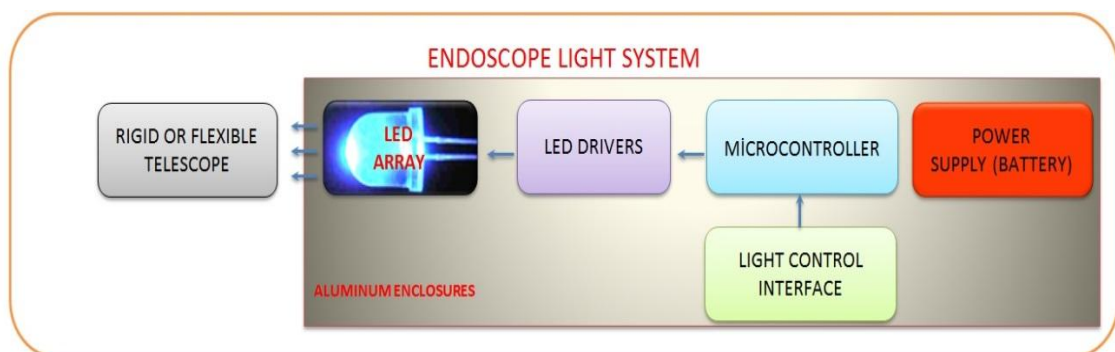 ENDOSCOPE LIGHT SYSTEM
RIGID OR FLEXIBLE
TELESCOPE
LED
ARRAY
LED DRIVERS
MİCROCONTROLLER
POWER
SUPPLY (BATTERY)
LIGHT CONTROL
INTERFACE
ALUMINUM ENCLOSURES